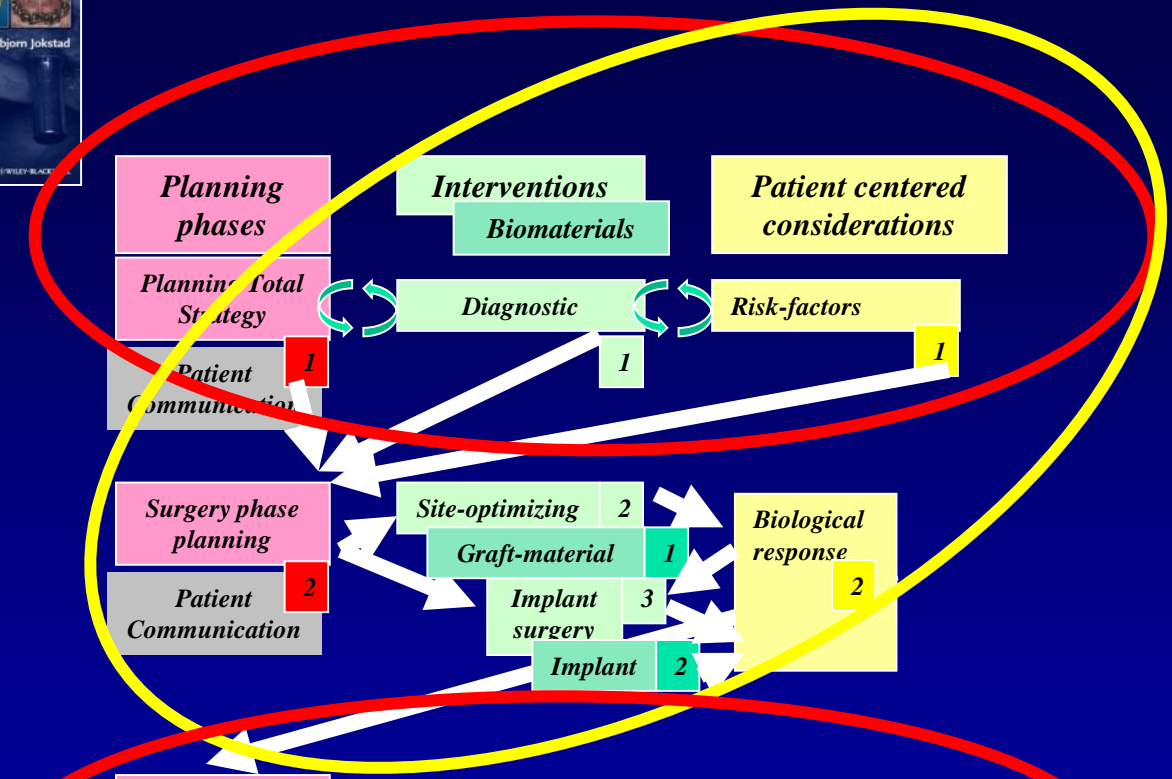 bjorn Jokstad
Planning
phases
Interventions
Biomaterials
Patient centered
considerations
Planning Total
Strategy
Diagnostic
Risk-factors
1
1
1
Patient
Communication
Surgery phase
planning
2
Patient
Communication
Site-optimizing 2
Graft-material 1
Implant 3
surgery
Implant 2
Biological
response
2